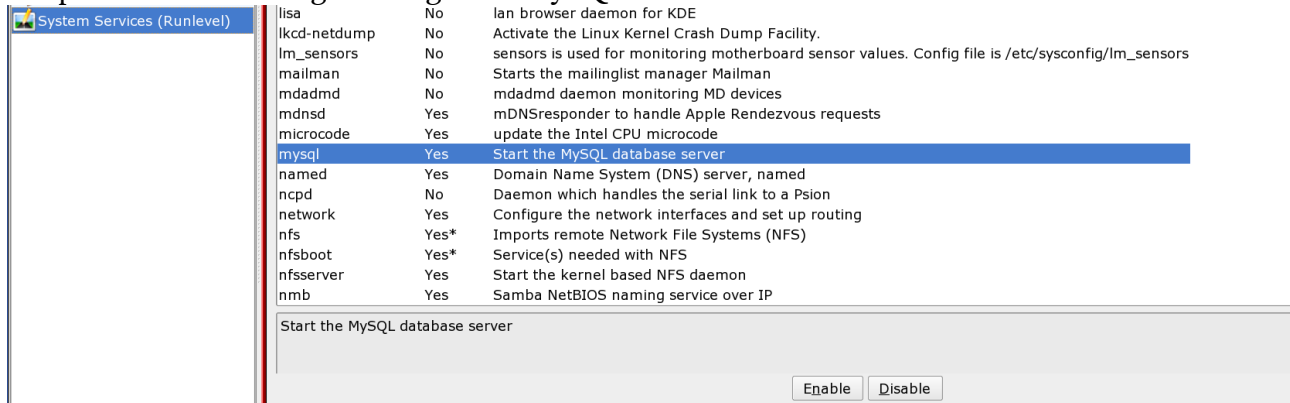 System Services (Runlevel)
lisa No lan browser daemon for KDE
lkcd-netdump No Activate the Linux Kernel Crash Dump Facility.
lm_sensors No sensors is used for monitoring motherboard sensor values. Config file is /etc/sysconfig/lm_sensors
mailman No Starts the mailinglist manager Mailman
mdadmd No mdadmd daemon monitoring MD devices
mdnsd Yes mDNSresponder to handle Apple Rendezvous requests
microcode Yes update the Intel CPU microcode
mysql Yes Start the MySQL database server
named Yes Domain Name System (DNS) server, named
ncpd No Daemon which handles the serial link to a Psion
network Yes Configure the network interfaces and set up routing
nfs Yes* Imports remote Network File Systems (NFS)
nfsboot Yes* Service(s) needed with NFS
nfsserver Yes Start the kernel based NFS daemon
nmb Yes Samba NetBIOS naming service over IP
Start the MySQL database server
Enable Disable